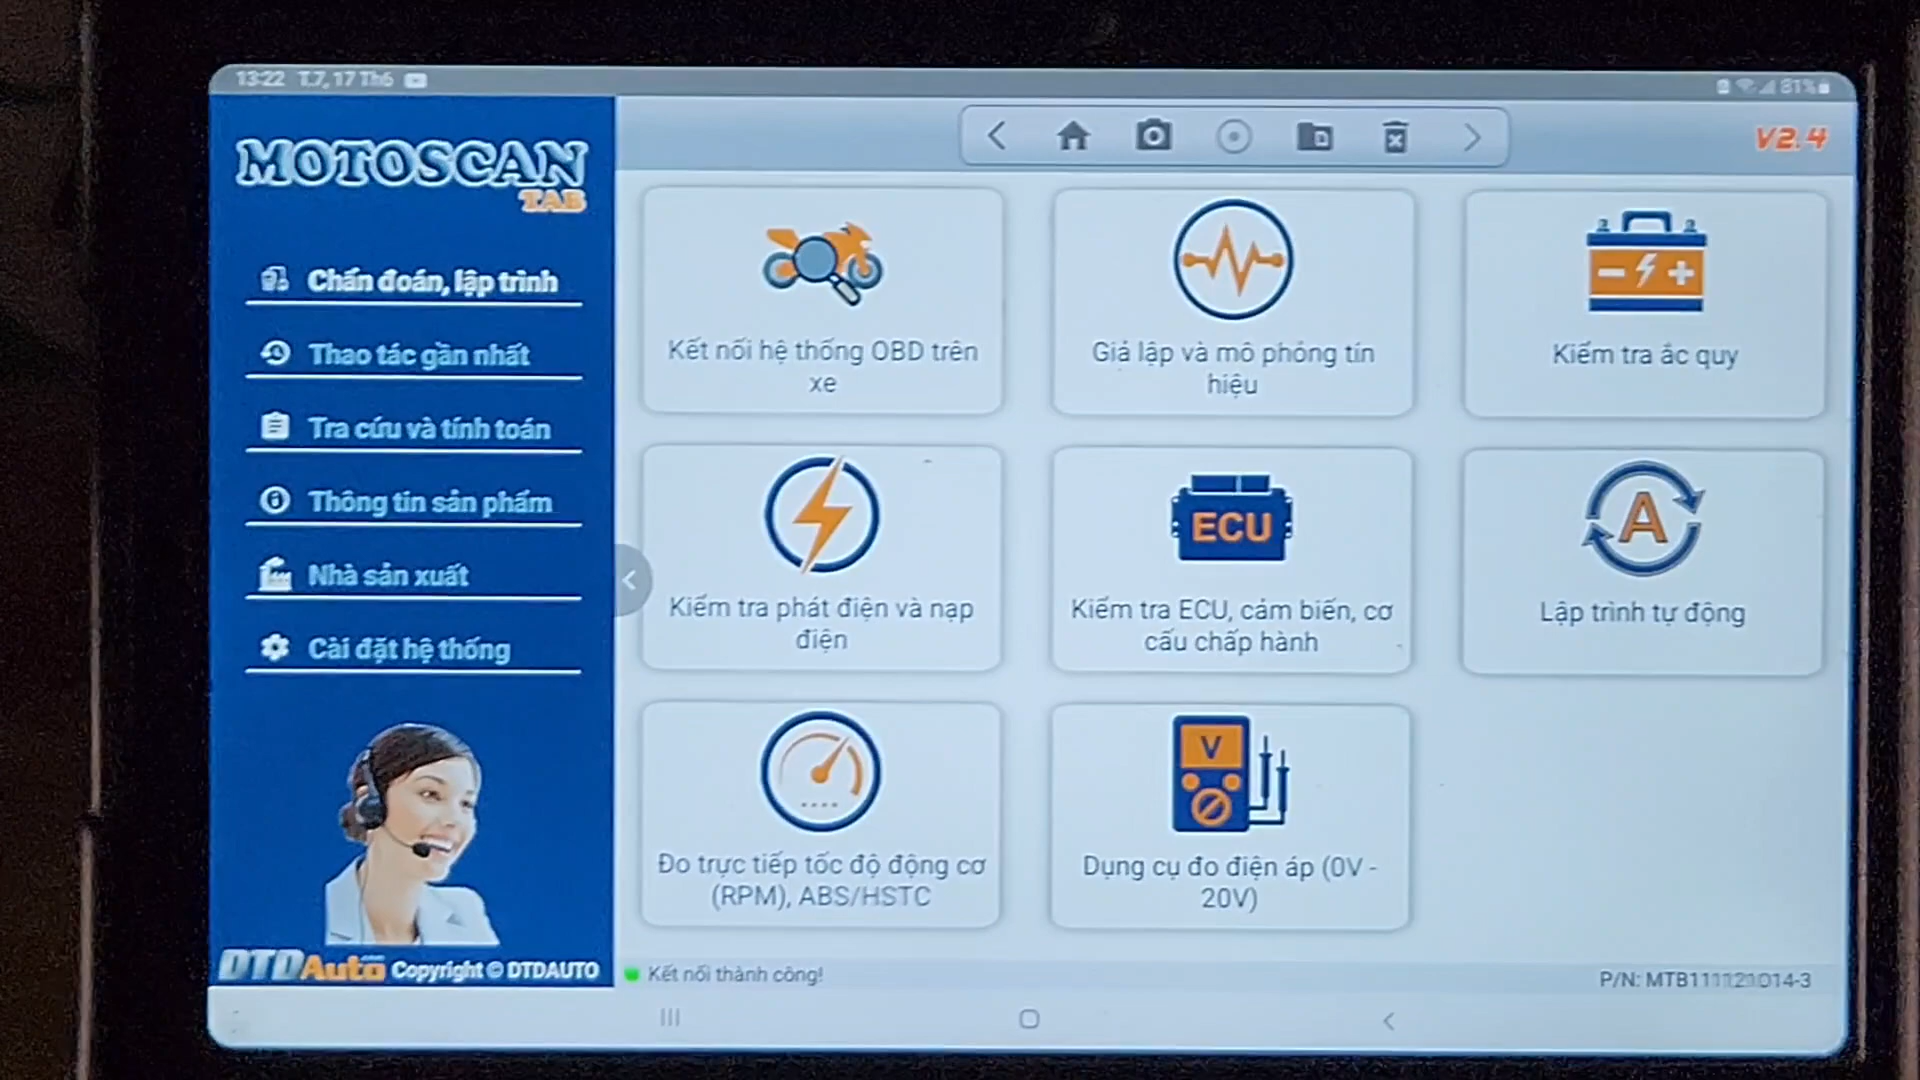 13:22 T.7, 17 Th6
81%
MOTOSCAN
TAB
V2.4
Chẩn đoán, lập trình
Thao tác gần nhất
Tra cứu và tính toán
Thông tin sản phẩm
Nhà sản xuất
Cài đặt hệ thống
DTDAuto Copyright © DTDAUTO
Kết nối hệ thống OBD trên
xe
Giả lập và mô phỏng tín
hiệu
Kiểm tra ắc quy
Kiểm tra phát điện và nạp
điện
ECU
Kiểm tra ECU, cảm biến, cơ
cấu chấp hành
A
Lập trình tự động
Đo trực tiếp tốc độ động cơ
(RPM), ABS/HSTC
V
Dụng cụ đo điện áp (0V -
20V)
Kết nối thành công!
P/N: MTB111121014-3